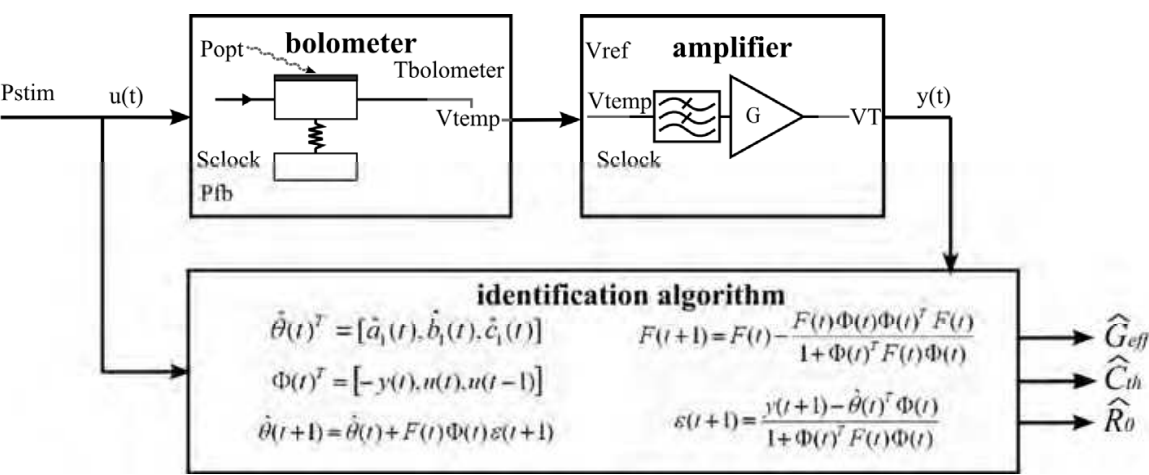 bolometer
Popt
Tbolometer
Pstim
u(t)
Vtemp
Sclock
Pfb
amplifier
Vref
Vtemp
G
VT
Sclock
y(t)
identification algorithm
θ̂(t)ᵀ = [â₁(t), b̂₁(t), ĉ₁(t)]
Φ(t)ᵀ = [−y(t), u(t), u(t−1)]
θ̂(t+1) = θ̂(t) + F(t)Φ(t)ε(t+1)
F(t+1) = F(t) − F(t)Φ(t)Φ(t)ᵀF(t) / 1+Φ(t)ᵀF(t)Φ(t)
ε(t+1) = y(t+1)−θ̂(t)ᵀΦ(t) / 1+Φ(t)ᵀF(t)Φ(t)
Ĝeff
Ĉth
R̂0